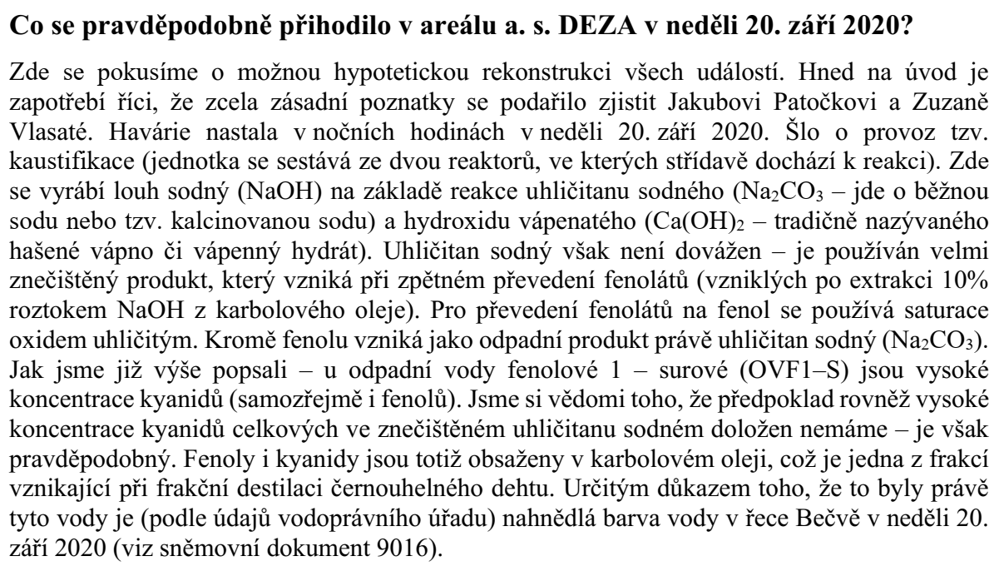 Co se pravděpodobně přihodilo v areálu a. s. DEZA v neděli 20. září 2020?
Zde se pokusíme o možnou hypotetickou rekonstrukci všech událostí. Hned na úvod je
zapotřebí říci, že zcela zásadní poznatky se podařilo zjistit Jakubovi Patočkovi a Zuzaně
Vlasaté. Havárie nastala v nočních hodinách v neděli 20. září 2020. Šlo o provoz tzv.
kaustifikace (jednotka se sestává ze dvou reaktorů, ve kterých střídavě dochází k reakci). Zde
se vyrábí louh sodný (NaOH) na základě reakce uhličitanu sodného (Na₂CO₃ – jde o běžnou
sodu nebo tzv. kalcinovanou sodu) a hydroxidu vápenatého (Ca(OH)₂ – tradičně nazývaného
hašené vápno či vápenný hydrát). Uhličitan sodný však není dovážen – je používán velmi
znečištěný produkt, který vzniká při zpětném převedení fenolátů (vzniklých po extrakci 10%
roztokem NaOH z karbolového oleje). Pro převedení fenolátů na fenol se používá saturace
oxidem uhličitým. Kromě fenolu vzniká jako odpadní produkt právě uhličitan sodný (Na₂CO₃).
Jak jsme již výše popsali – u odpadní vody fenolové 1 – surové (OVF1–S) jsou vysoké
koncentrace kyanidů (samozřejmě i fenolů). Jsme si vědomi toho, že předpoklad rovněž vysoké
koncentrace kyanidů celkových ve znečištěném uhličitanu sodném doložen nemáme – je však
pravděpodobný. Fenoly i kyanidy jsou totiž obsaženy v karbolovém oleji, což je jedna z frakcí
vznikající při frakční destilaci černouhelného dehtu. Určitým důkazem toho, že to byly právě
tyto vody je (podle údajů vodoprávního úřadu) nahnědlá barva vody v řece Bečvě v neděli 20.
září 2020 (viz sněmovní dokument 9016).